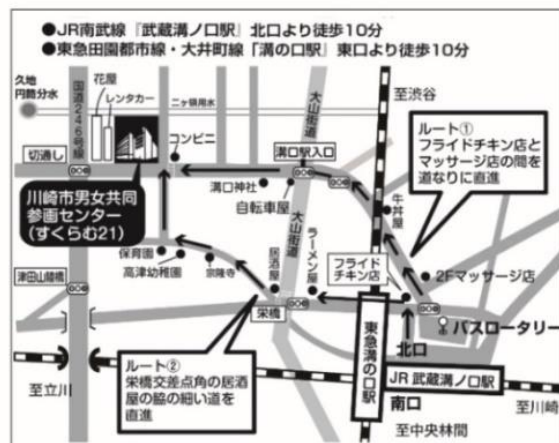 ●JR南武線『武蔵溝ノ口駅』北口より徒歩10分
●東急田園都市線・大井町線「溝の口駅」東口より徒歩10分
久地
円筒分水
国道246号線
花屋
レンタカー
二ヶ領用水
大山街道
至渋谷
コンビニ
溝口駅入口
切通し
ルート①
フライドチキン店と
マッサージ店の間を
道なりに直進
川崎市男女共同
参画センター
(すくらむ21)
溝口神社
自転車屋
牛丼屋
保育園
高津幼稚園
宗隆寺
居酒屋
大山街道
ラーメン屋
フライド
チキン店
2Fマッサージ店
津田山陸橋
栄橋
バスロータリー
北口
東急溝の口駅
ルート②
栄橋交差点角の居酒
屋の脇の細い道を
直進
JR 武蔵溝ノ口駅
南口
至立川
至川崎
至中央林間